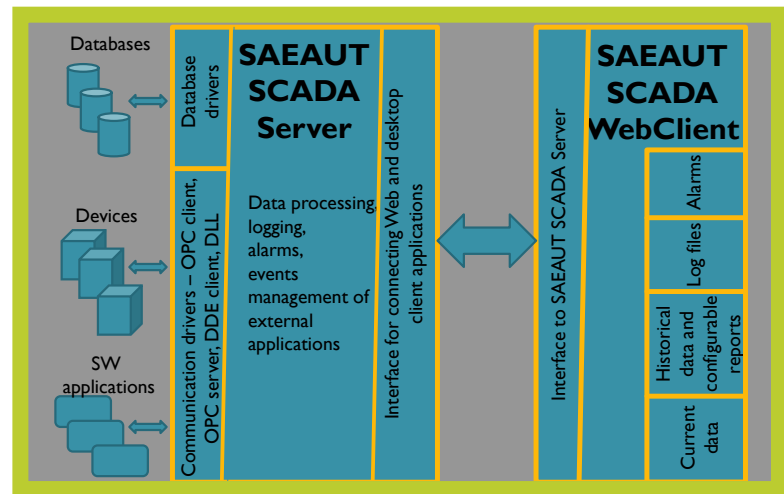 Databases
Devices
SW
applications
Database
drivers
Communication drivers – OPC client,
OPC server, DDE client, DLL
SAEAUT
SCADA
Server
Data processing,
logging,
alarms,
events
management of
external
applications
Interface for connecting Web and desktop
client applications
Interface to SAEAUT SCADA Server
SAEAUT
SCADA
WebClient
Alarms
Log files
Historical
data and
configurable
reports
Current
data